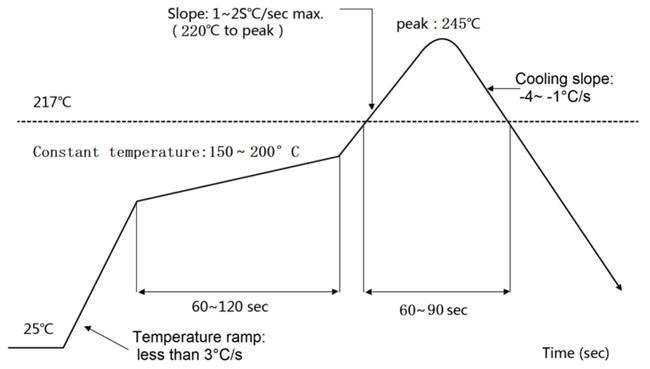 Slope: 1~2S℃/sec max.
( 220℃ to peak )
peak : 245℃
Cooling slope:
-4~ -1°C/s
217℃
Constant temperature:150～200° C
60~120 sec
60~90 sec
25℃
Temperature ramp:
less than 3°C/s
Time (sec)